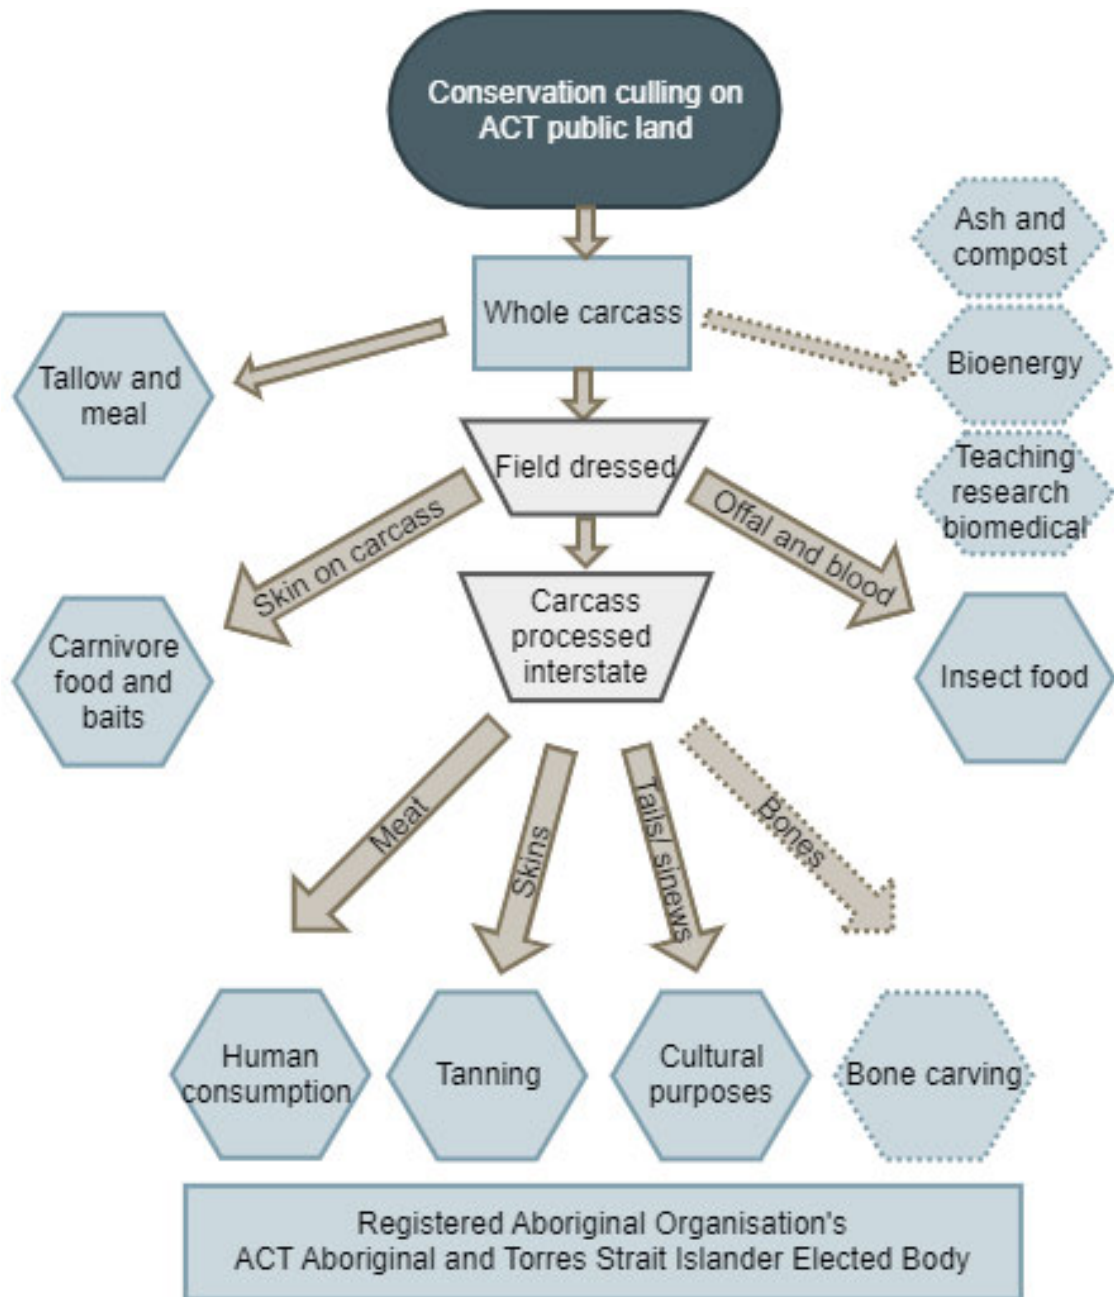 Conservation culling on
ACT public land
Ash and
compost
Whole carcass
Tallow and
meal
Bioenergy
Field dressed
Teaching
research
biomedical
Skin on carcass
Offal and blood
Carcass
processed
interstate
Carnivore
food and
baits
Insect food
Meat
Skins
Tails/ sinews
Bones
Human
consumption
Tanning
Cultural
purposes
Bone carving
Registered Aboriginal Organisation's
ACT Aboriginal and Torres Strait Islander Elected Body